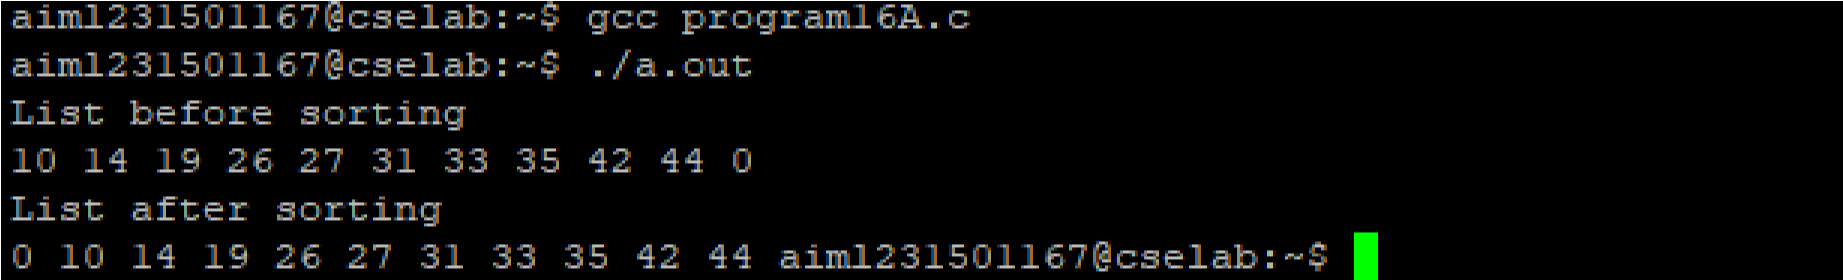 aiml231501167@cselab:~$ gcc program16A.c
aiml231501167@cselab:~$ ./a.out
List before sorting
10 14 19 26 27 31 33 35 42 44 0
List after sorting
0 10 14 19 26 27 31 33 35 42 44 aiml231501167@cselab:~$